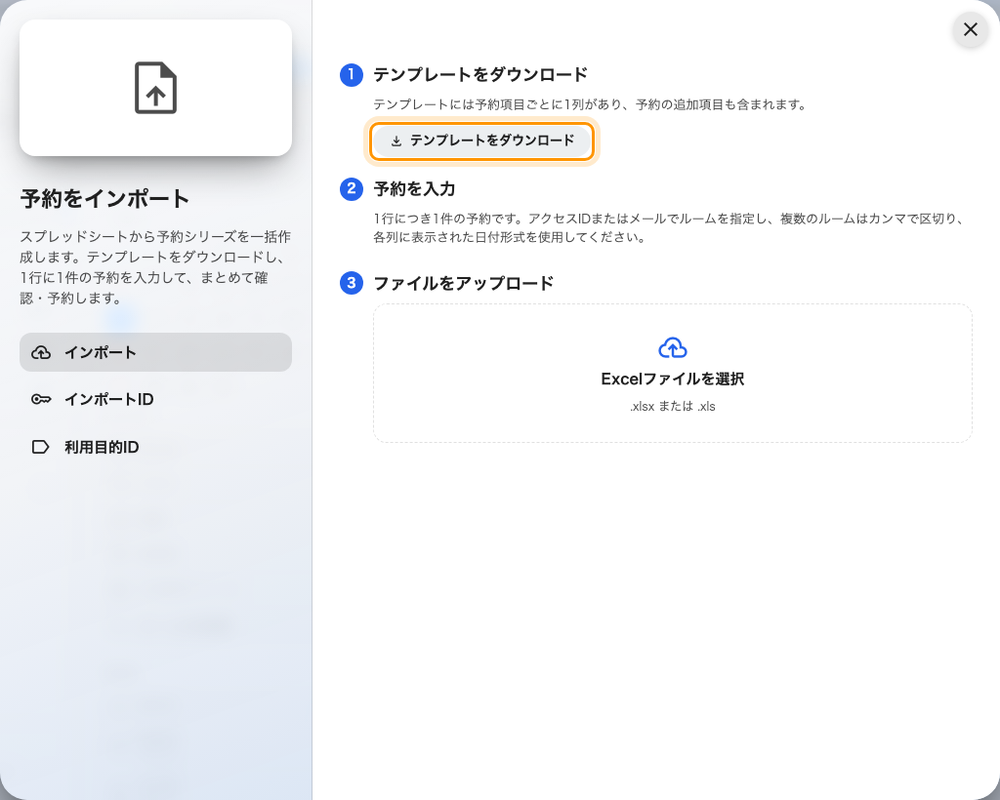 予約をインポート
スプレッドシートから予約シリーズを一括作
成します。テンプレートをダウンロードし、
1行に1件の予約を入力して、まとめて確
認・予約します。
インポート
インポートID
利用目的ID
1 テンプレートをダウンロード
テンプレートには予約項目ごとに1列があり、予約の追加項目も含まれます。
テンプレートをダウンロード
2 予約を入力
1行につき1件の予約です。アクセスIDまたはメールでルームを指定し、複数のルームはカンマで区切り、
各列に表示された日付形式を使用してください。
3 ファイルをアップロード
Excelファイルを選択
.xlsx または .xls